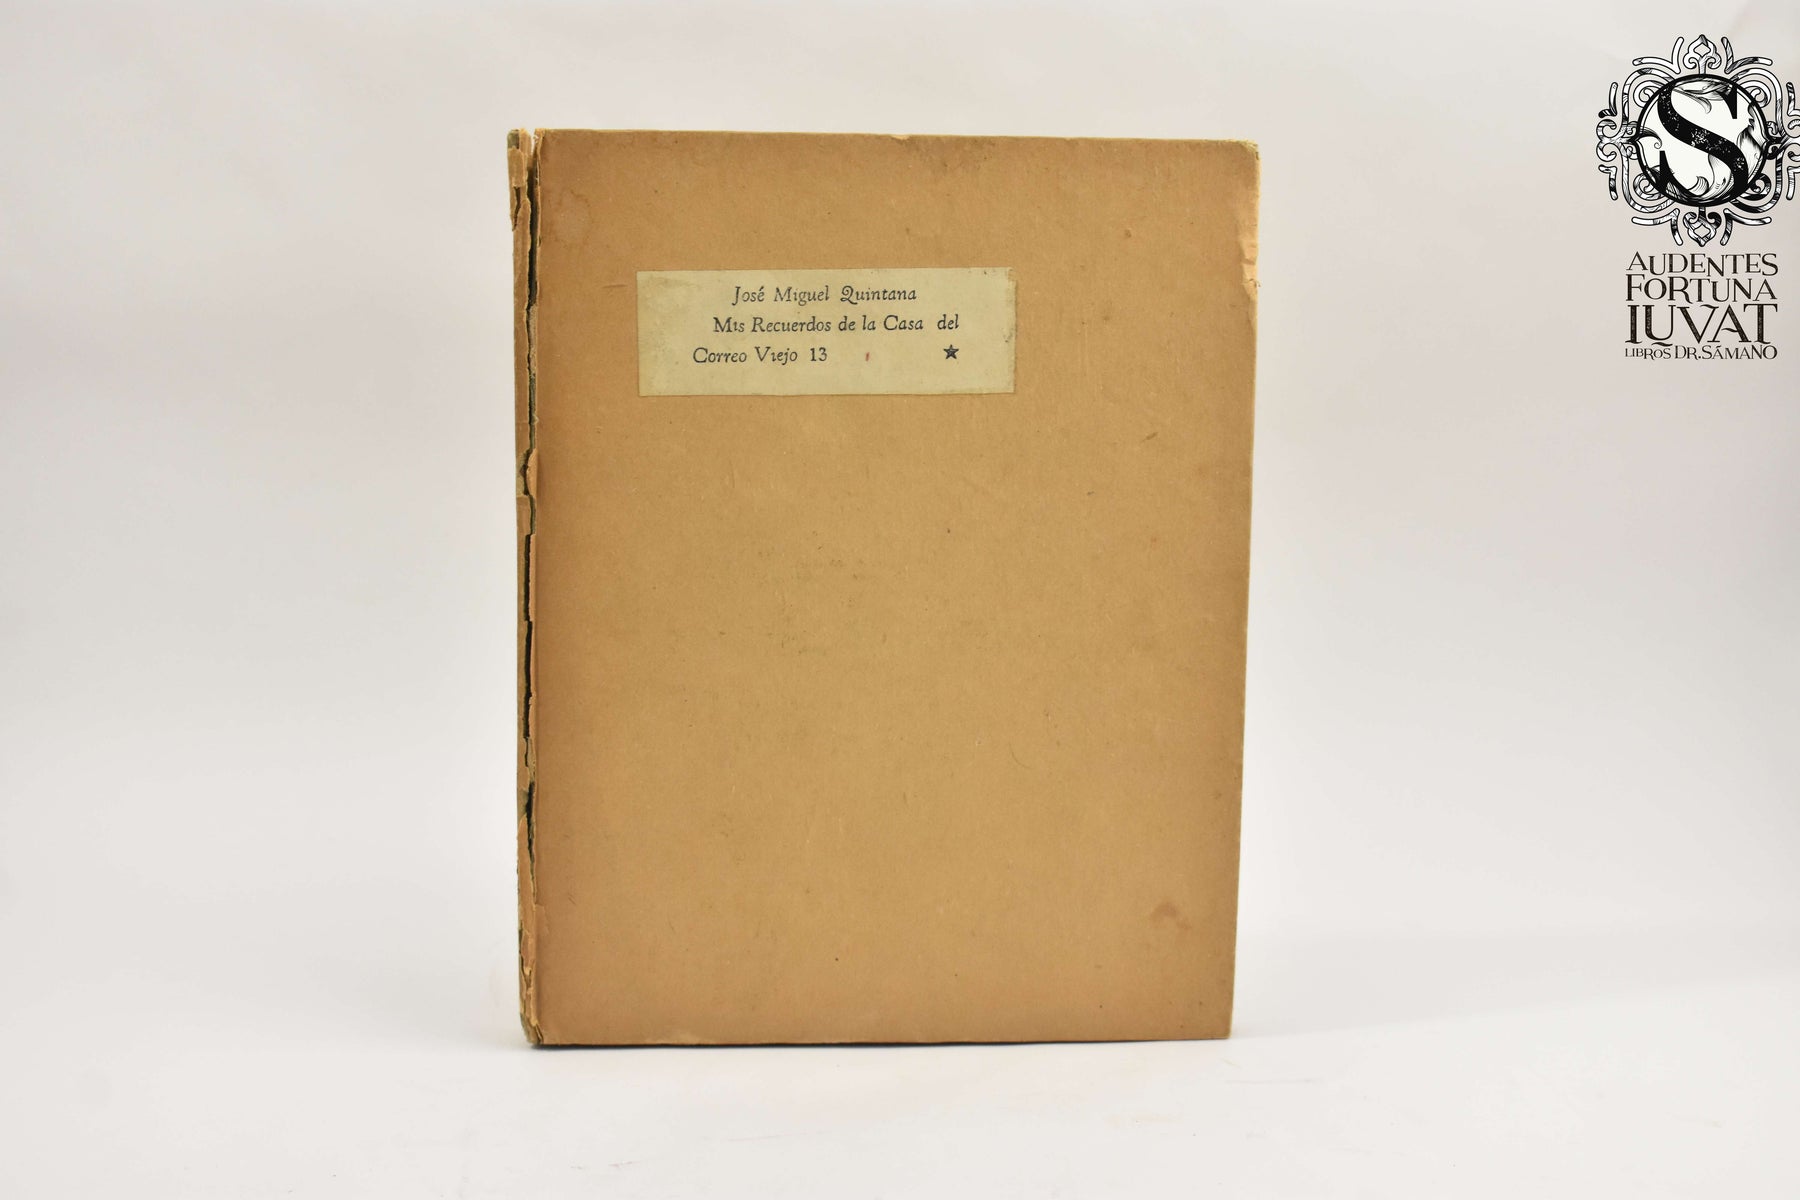 José Miguel Quintana
Mis Recuerdos de la Casa del
Correo Viejo 13
S
AUDENTES
FORTUNA
IUVAT
LIBROS DR. SÁMANO